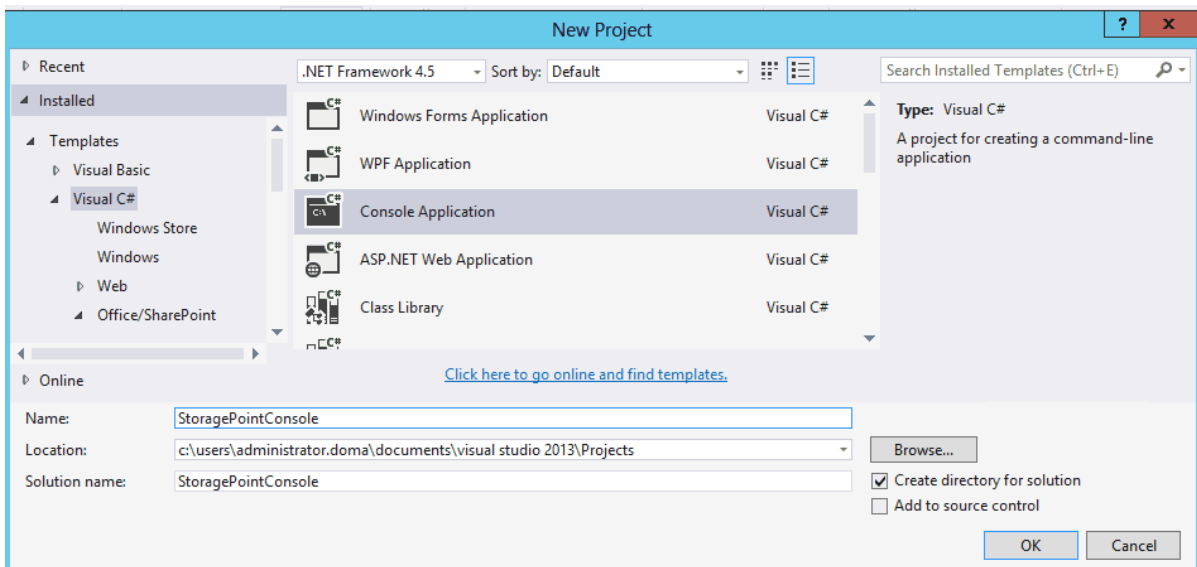 New Project
? x
Recent
.NET Framework 4.5 Sort by: Default
Search Installed Templates (Ctrl+E)
Installed
Templates
Visual Basic
Visual C#
Windows Store
Windows
Web
Office/SharePoint
Online
C# Windows Forms Application Visual C#
C# WPF Application Visual C#
C# C:\ Console Application Visual C#
C# ASP.NET Web Application Visual C#
C# Class Library Visual C#
C#
Type: Visual C#
A project for creating a command-line
application
Click here to go online and find templates.
Name: StoragePointConsole
Location: c:\users\administrator.doma\documents\visual studio 2013\Projects Browse...
Solution name: StoragePointConsole
Create directory for solution
Add to source control
OK Cancel